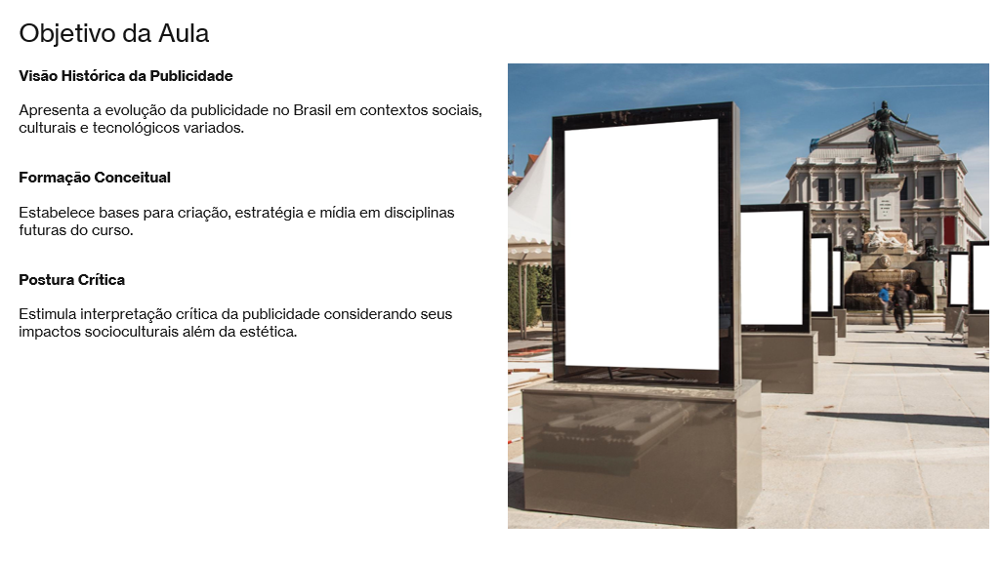 Objetivo da Aula
Visão Histórica da Publicidade
Apresenta a evolução da publicidade no Brasil em contextos sociais,
culturais e tecnológicos variados.
Formação Conceitual
Estabelece bases para criação, estratégia e mídia em disciplinas
futuras do curso.
Postura Crítica
Estimula interpretação crítica da publicidade considerando seus
impactos socioculturais além da estética.